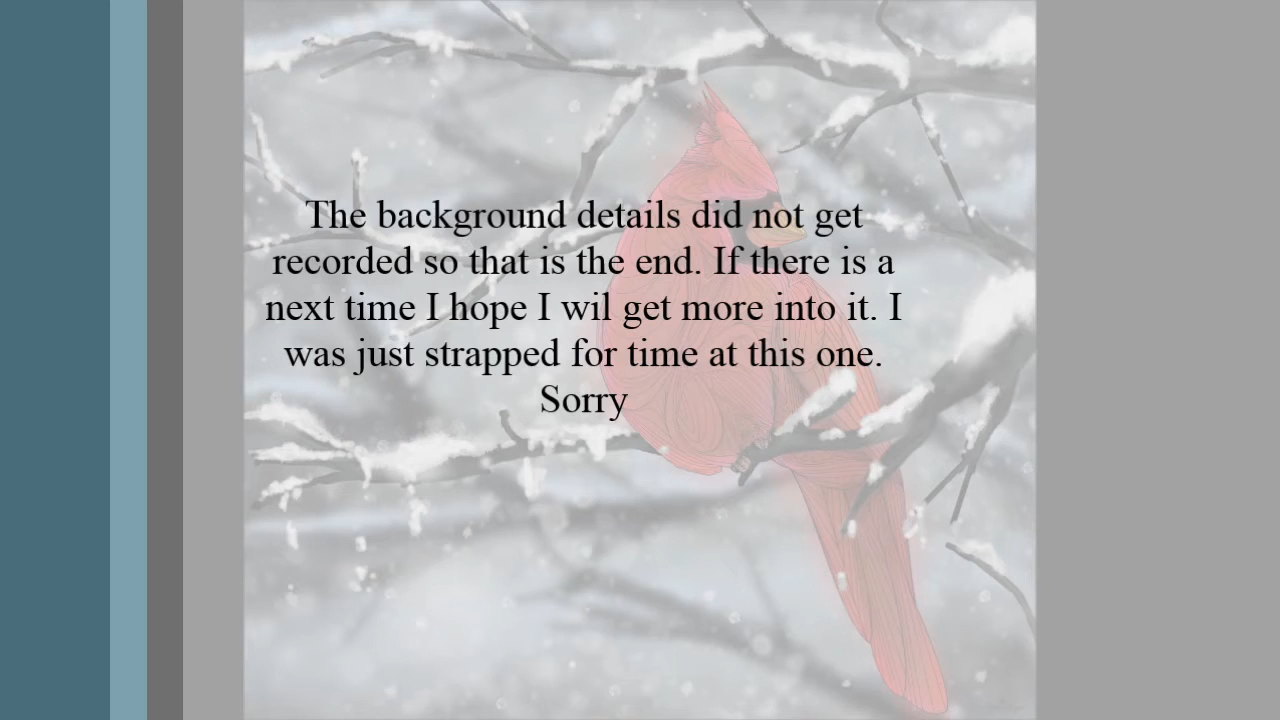 The background details did not get
recorded so that is the end. If there is a
next time I hope I wil get more into it. I
was just strapped for time at this one.
Sorry